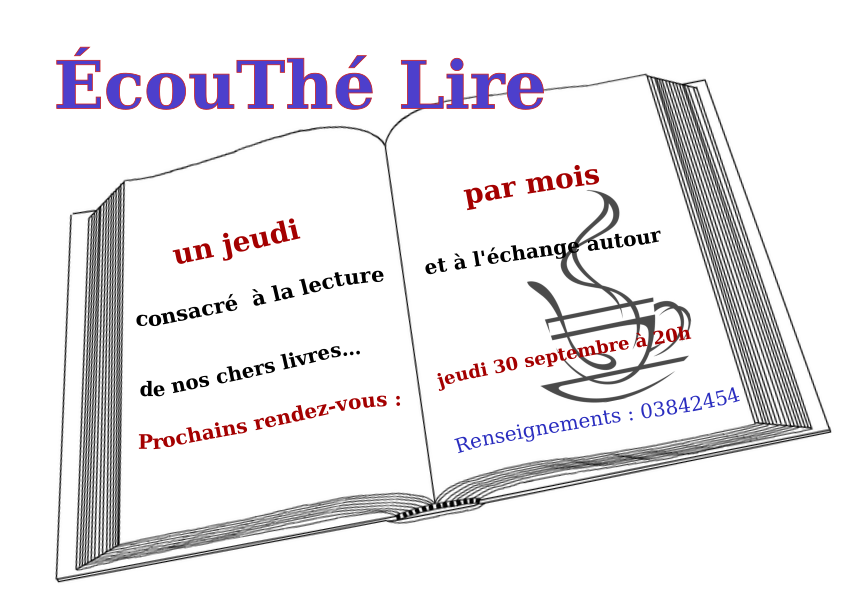 ÉcouThé Lire
un jeudi
par mois
consacré à la lecture
et à l'échange autour
de nos chers livres...
Prochains rendez-vous :
jeudi 30 septembre à 20h
Renseignements : 03842454